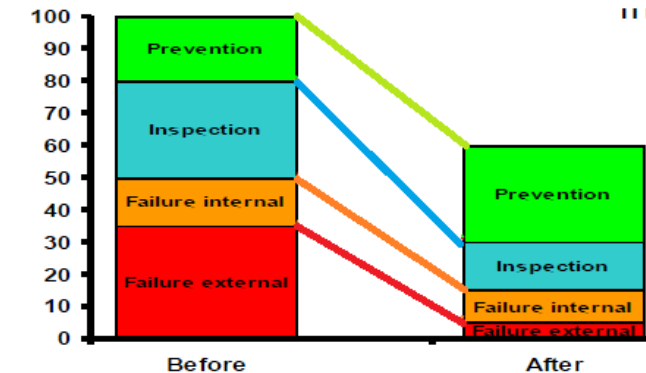 100
90
80
70
60
50
40
30
20
10
0
Prevention
Inspection
Failure internal
Failure external
Prevention
Inspection
Failure internal
Failure external
Before
After